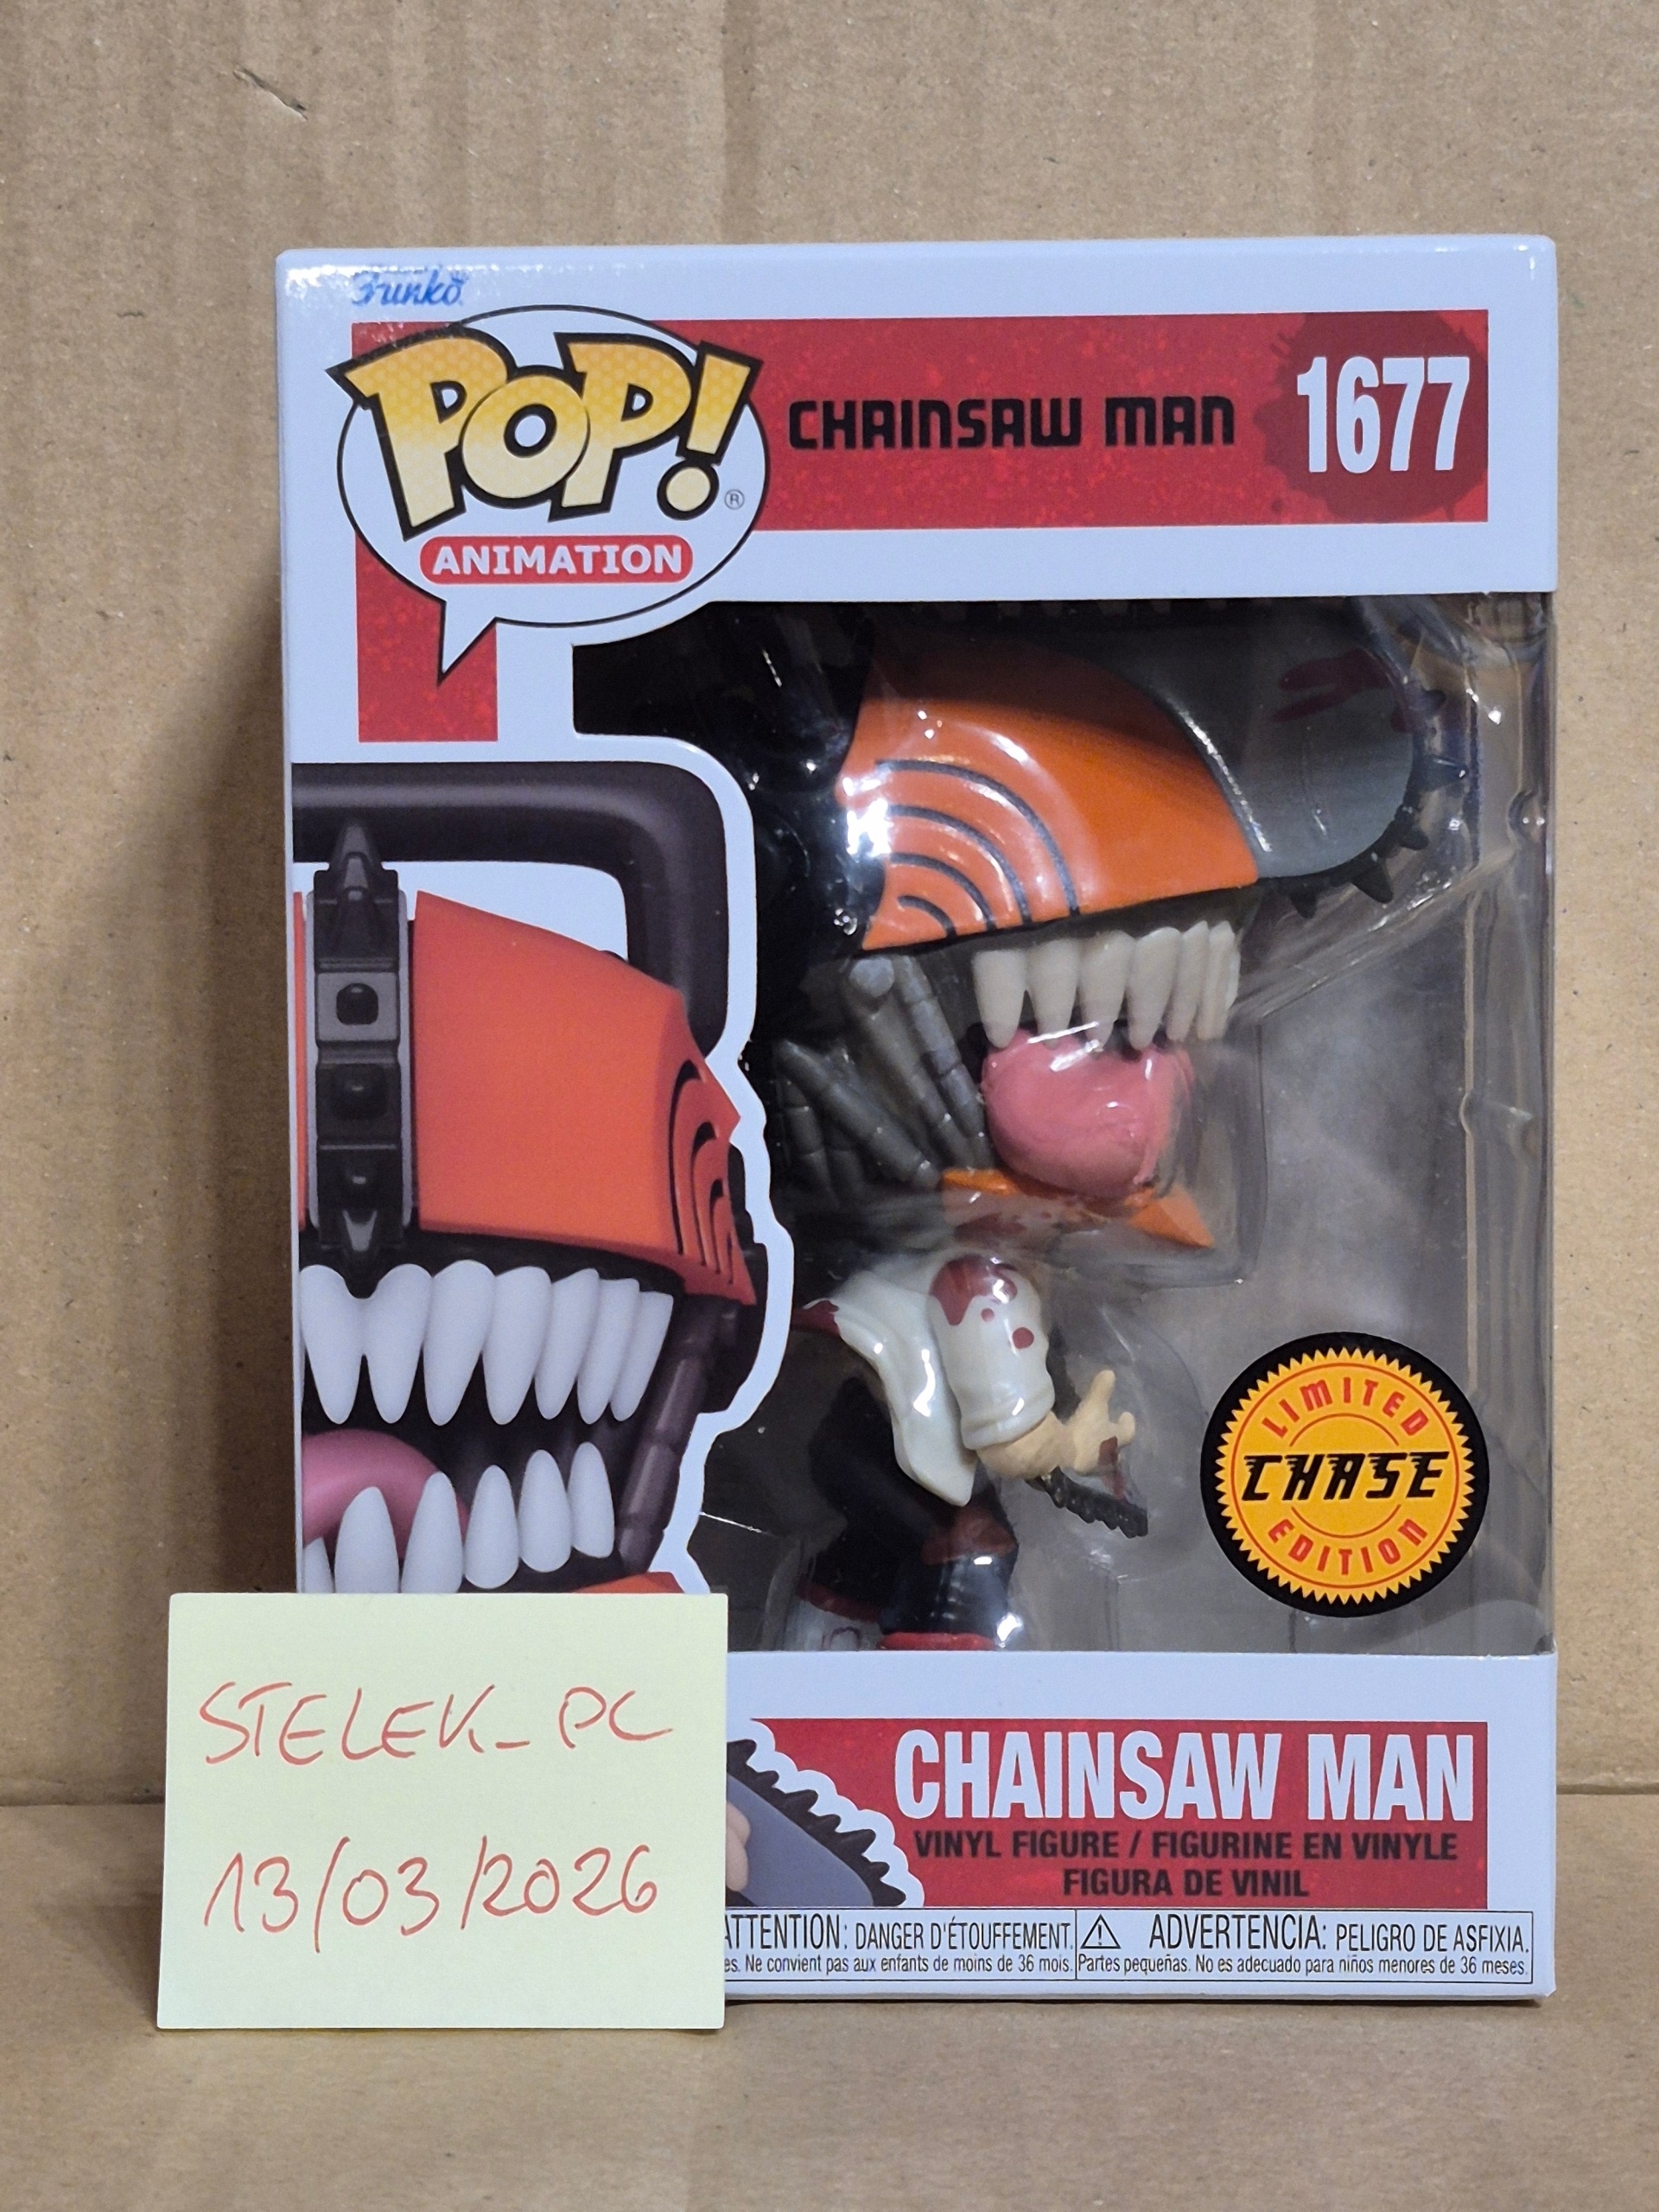 Funko
POP! ®
ANIMATION
CHAINSAW MAN
1677
LIMITED
CHASE
EDITION
STELEK_PC
13/03/2026
CHAINSAW MAN
VINYL FIGURE / FIGURINE EN VINYLE
FIGURA DE VINIL
ATTENTION: DANGER D'ÉTOUFFEMENT.
es. Ne convient pas aux enfants de moins de 36 mois.
ADVERTENCIA: PELIGRO DE ASFIXIA.
Partes pequeñas. No es adecuado para niños menores de 36 meses.